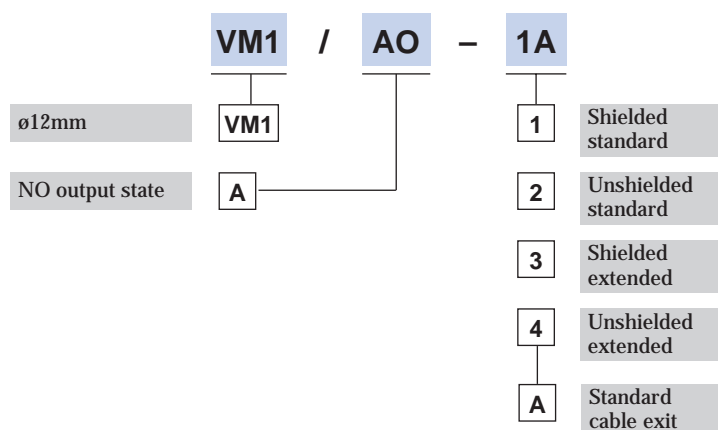 VM1 / AO – 1A
ø12mm VM1 1 Shielded
standard
NO output state A 2 Unshielded
standard
3 Shielded
extended
4 Unshielded
extended
A Standard
cable exit